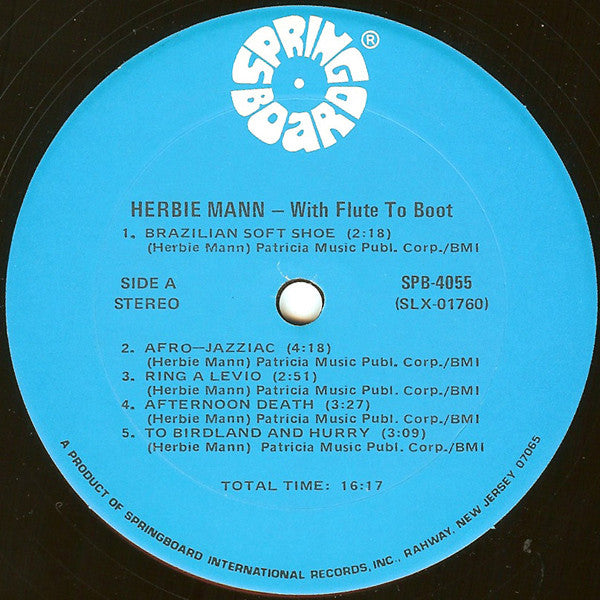 SPRINGBOARD®
HERBIE MANN – With Flute To Boot
1. BRAZILIAN SOFT SHOE (2:18)
(Herbie Mann) Patricia Music Publ. Corp./BMI
SIDE A
STEREO
SPB-4055
(SLX-01760)
2. AFRO–JAZZIAC (4:18)
(Herbie Mann) Patricia Music Publ. Corp./BMI
3. RING A LEVIO (2:51)
(Herbie Mann) Patricia Music Publ. Corp./BMI
4. AFTERNOON DEATH (3:27)
(Herbie Mann) Patricia Music Publ. Corp./BMI
5. TO BIRDLAND AND HURRY (3:09)
(Herbie Mann) Patricia Music Publ. Corp./BMI
TOTAL TIME: 16:17
A PRODUCT OF SPRINGBOARD INTERNATIONAL RECORDS, INC., RAHWAY, NEW JERSEY 07065